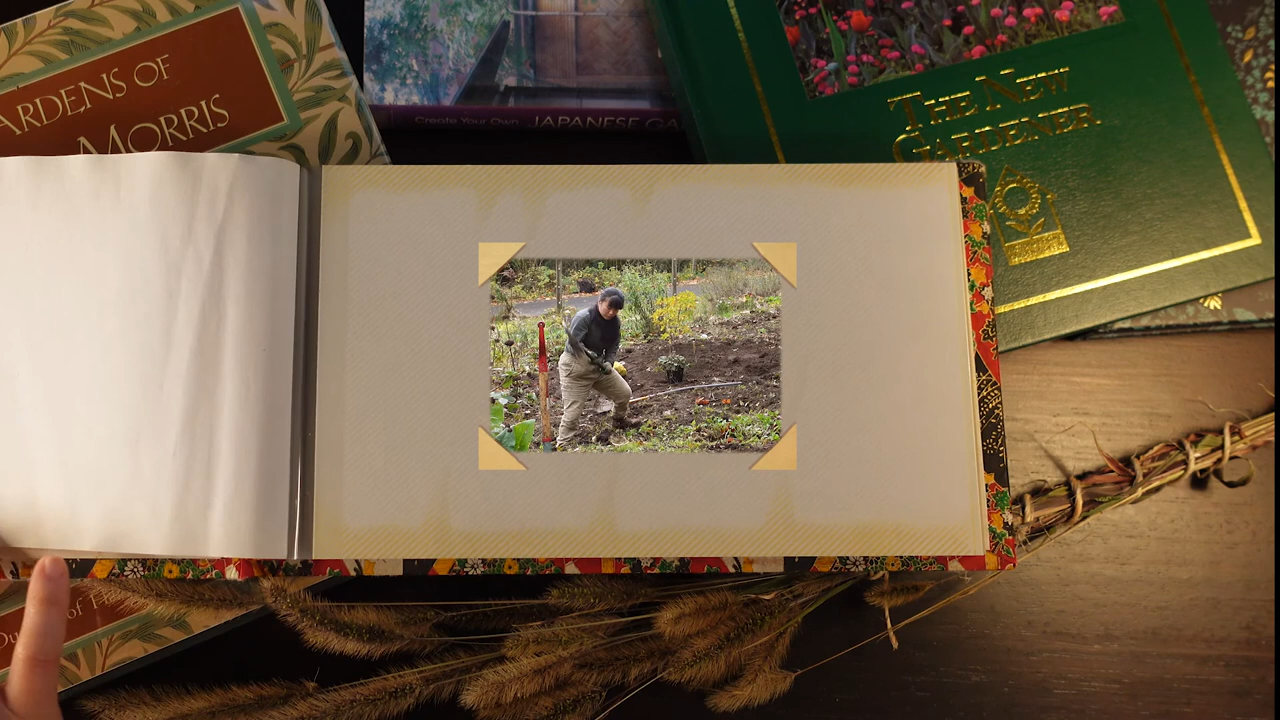 ARDENS OF
MORRIS
Create Your Own JAPANESE GA
THE NEW
GARDENER